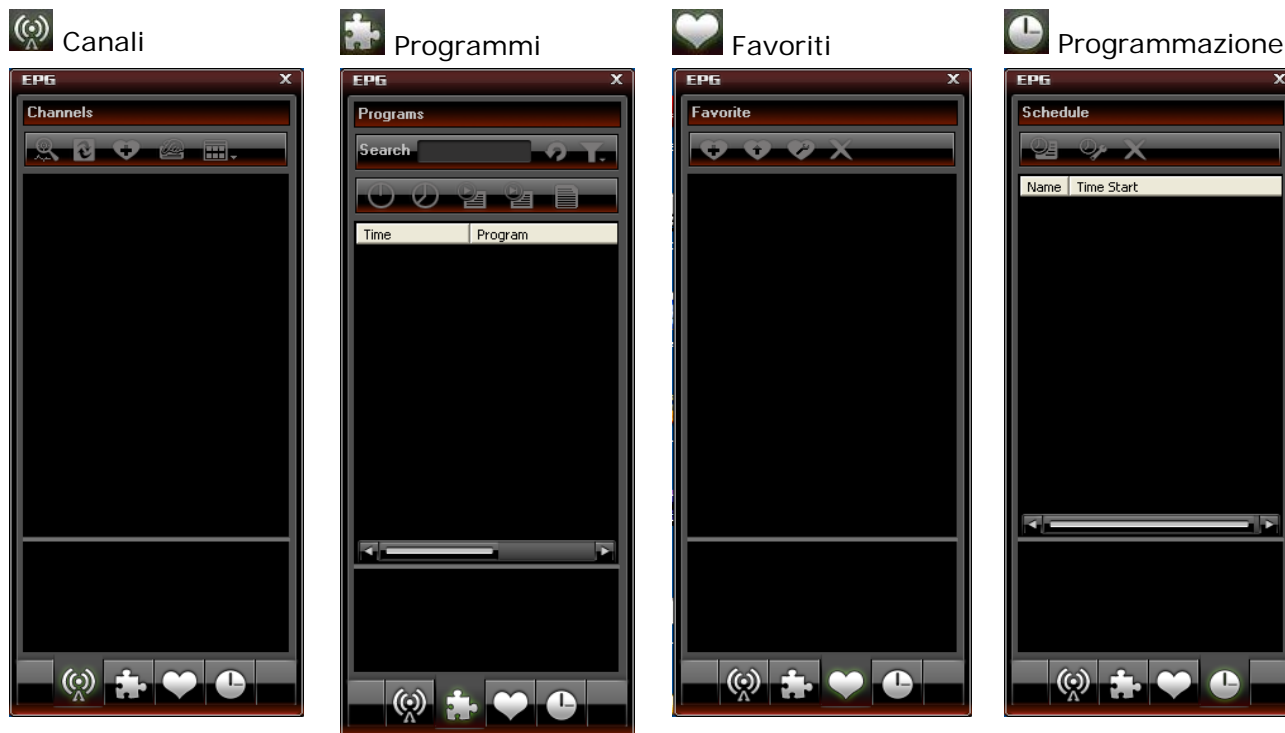 Canali
EPG X
Channels
Programmi
EPG X
Programs
Search
Time Program
Favoriti
EPG X
Favorite
Programmazione
EPG X
Schedule
Name Time Start